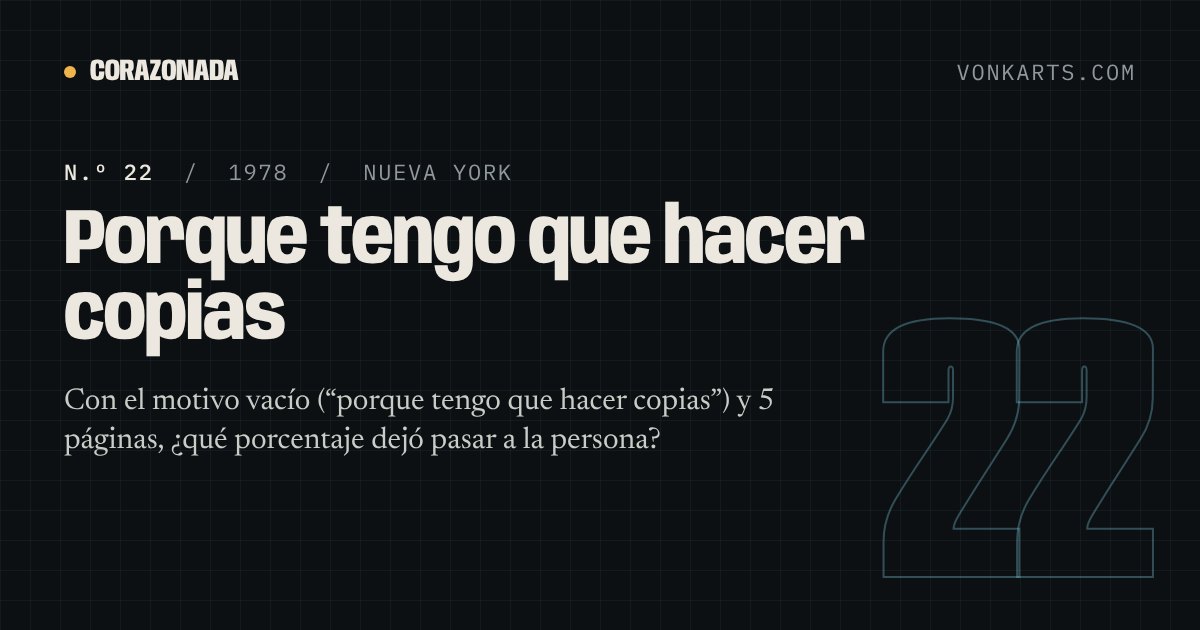 CORAZONADA
VONKARTS.COM
N.º 22 / 1978 / NUEVA YORK
Porque tengo que hacer
copias
Con el motivo vacío (“porque tengo que hacer copias”) y 5
páginas, ¿qué porcentaje dejó pasar a la persona?
22